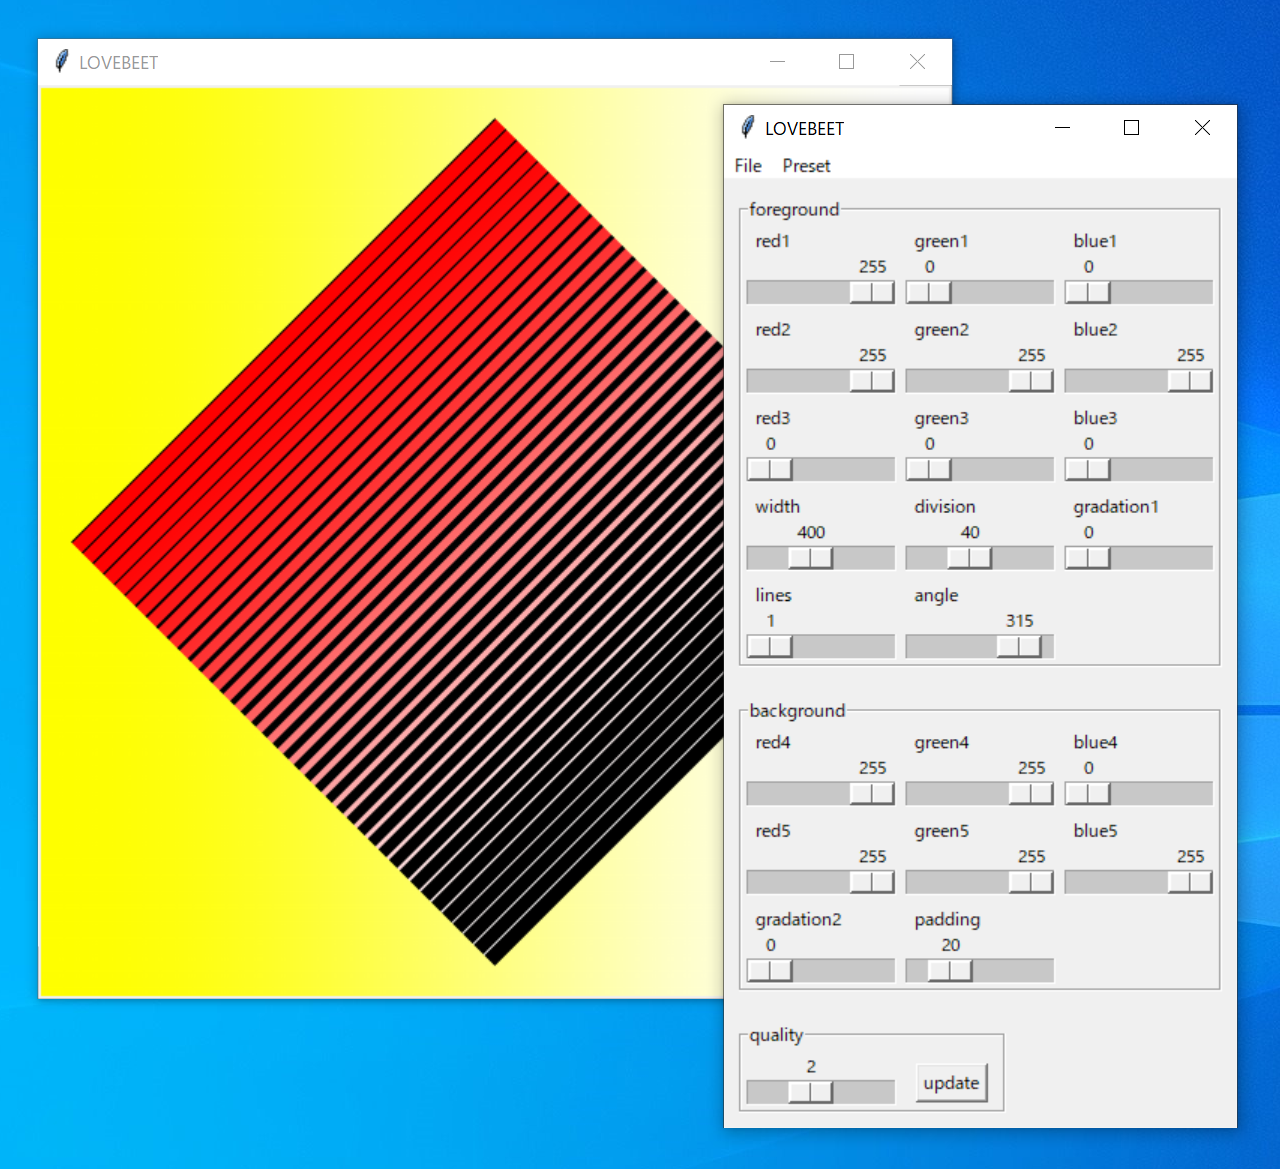 LOVEBEET
LOVEBEET
File Preset
foreground
red1 green1 blue1
255 0 0
red2 green2 blue2
255 255 255
red3 green3 blue3
0 0 0
width division gradation1
400 40 0
lines angle
1 315
background
red4 green4 blue4
255 255 0
red5 green5 blue5
255 255 255
gradation2 padding
0 20
quality
2
update